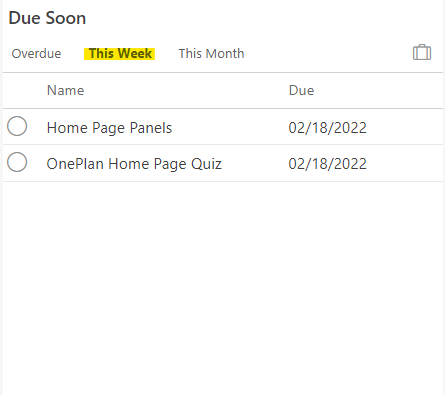 Due Soon
Overdue This Week This Month
Name Due
Home Page Panels 02/18/2022
OnePlan Home Page Quiz 02/18/2022